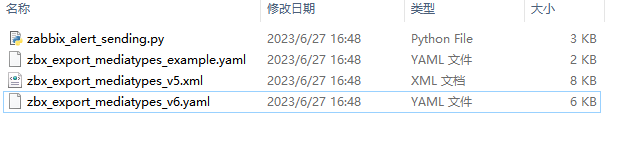 名称 修改日期 类型 大小
zabbix_alert_sending.py 2023/6/27 16:48 Python File 3 KB
zbx_export_mediatypes_example.yaml 2023/6/27 16:48 YAML 文件 2 KB
zbx_export_mediatypes_v5.xml 2023/6/27 16:48 XML 文档 8 KB
zbx_export_mediatypes_v6.yaml 2023/6/27 16:48 YAML 文件 6 KB